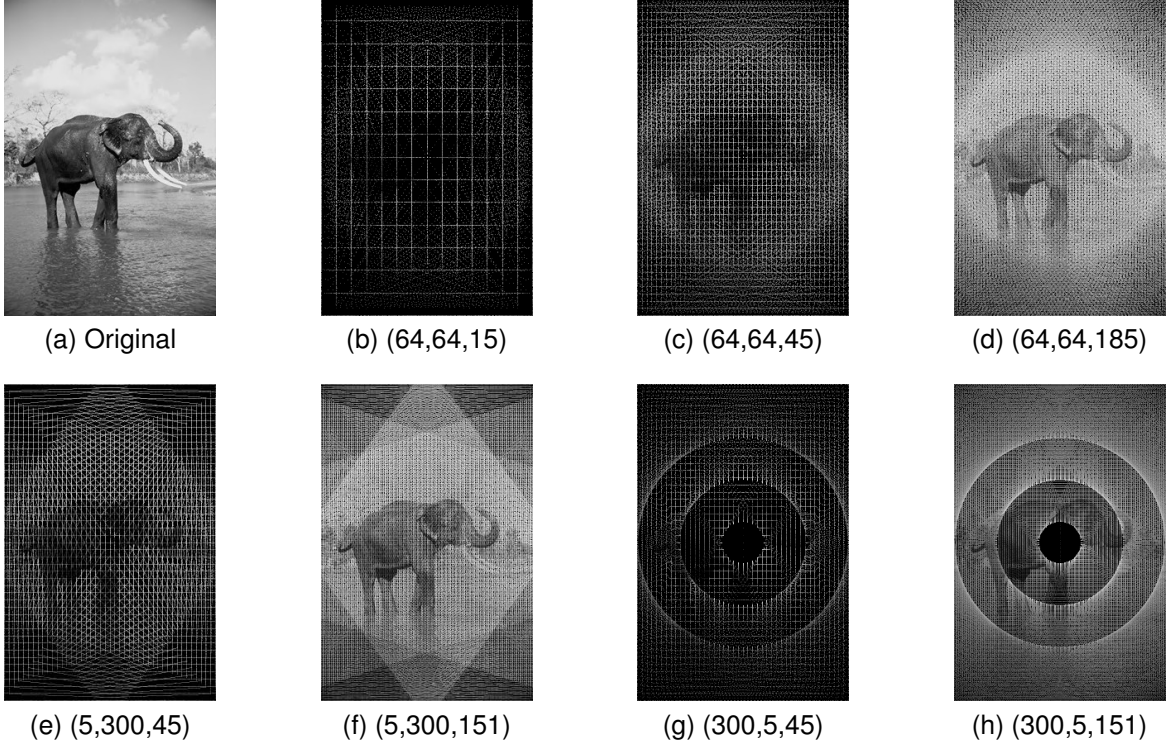 (a) Original
(b) (64,64,15)
(c) (64,64,45)
(d) (64,64,185)
(e) (5,300,45)
(f) (5,300,151)
(g) (300,5,45)
(h) (300,5,151)